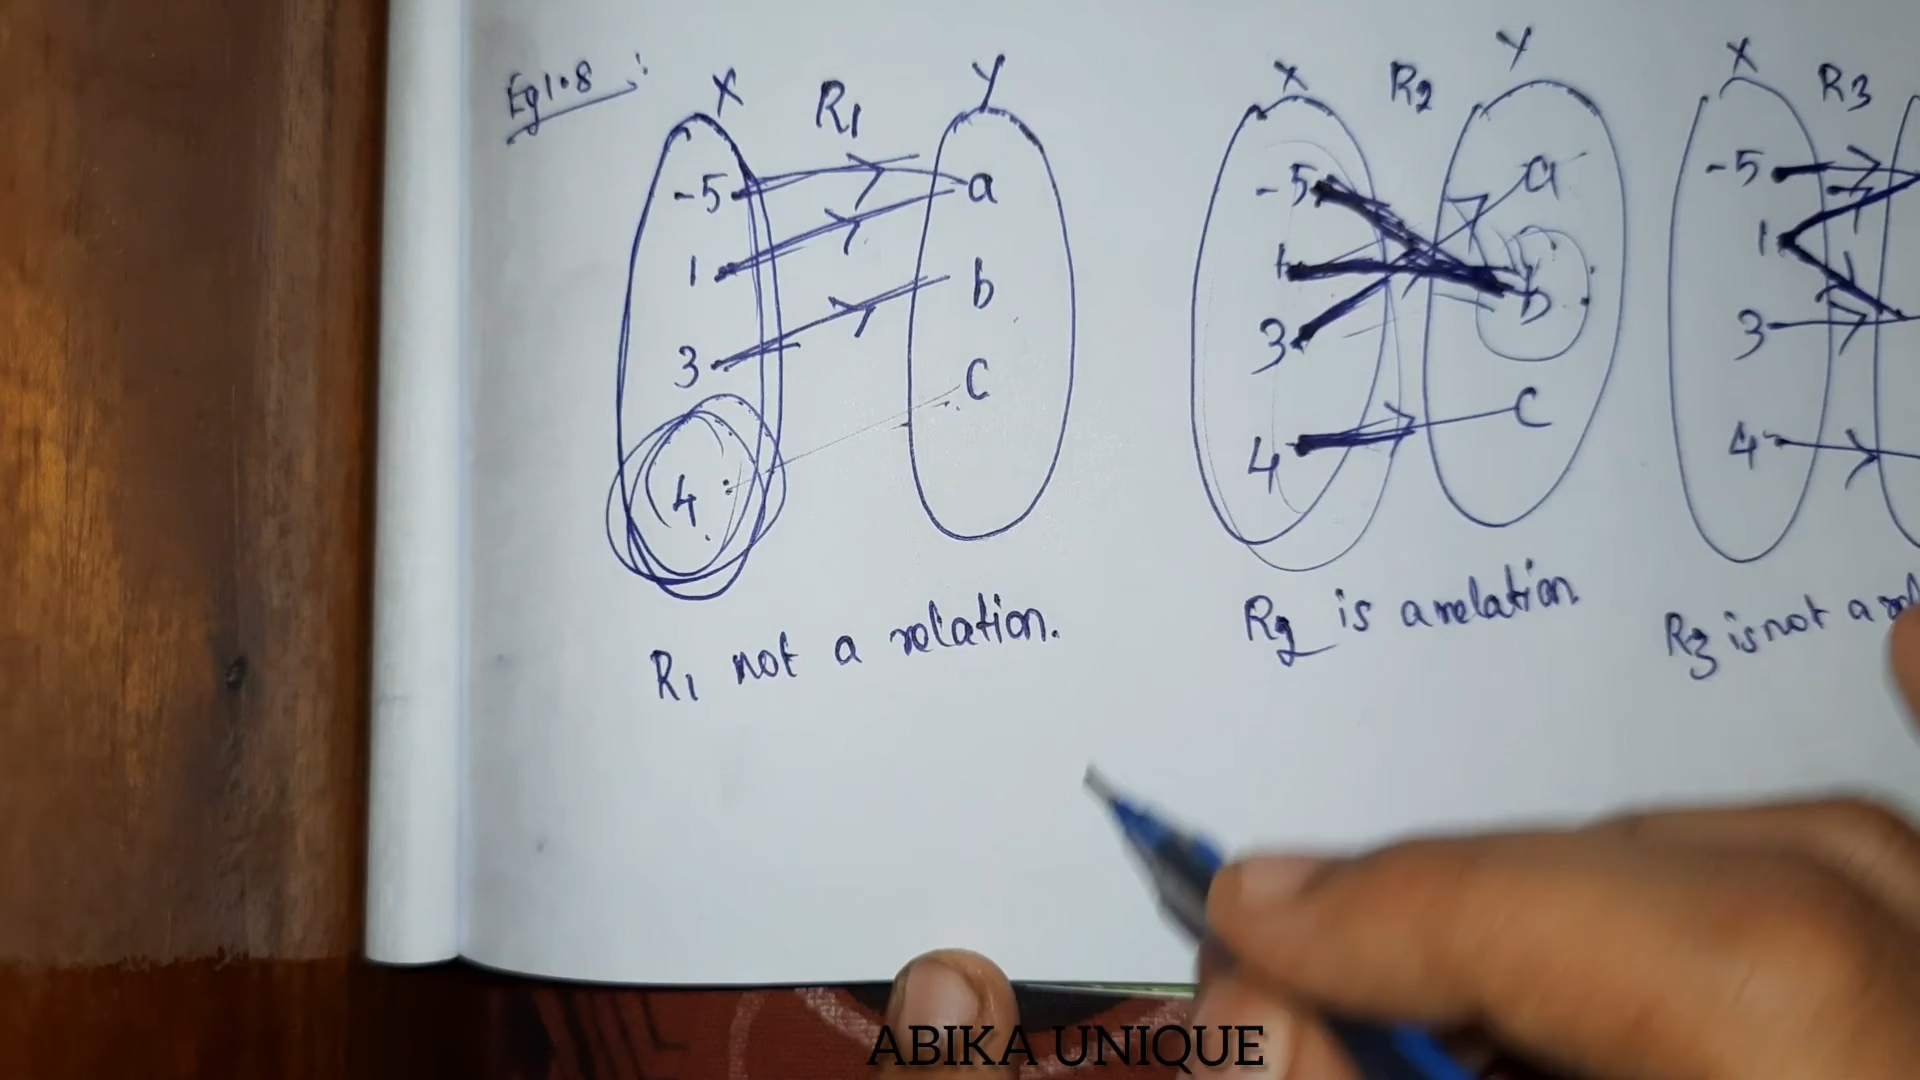 Eg 1.8 :
X R1 Y
-5 a
1 b
3 c
4
R1 not a relation.
X R2 Y
-5 a
1 b
3
4 c
R2 is a relation
X R3
-5
1
3
4
R3 is not a
ABIKA UNIQUE